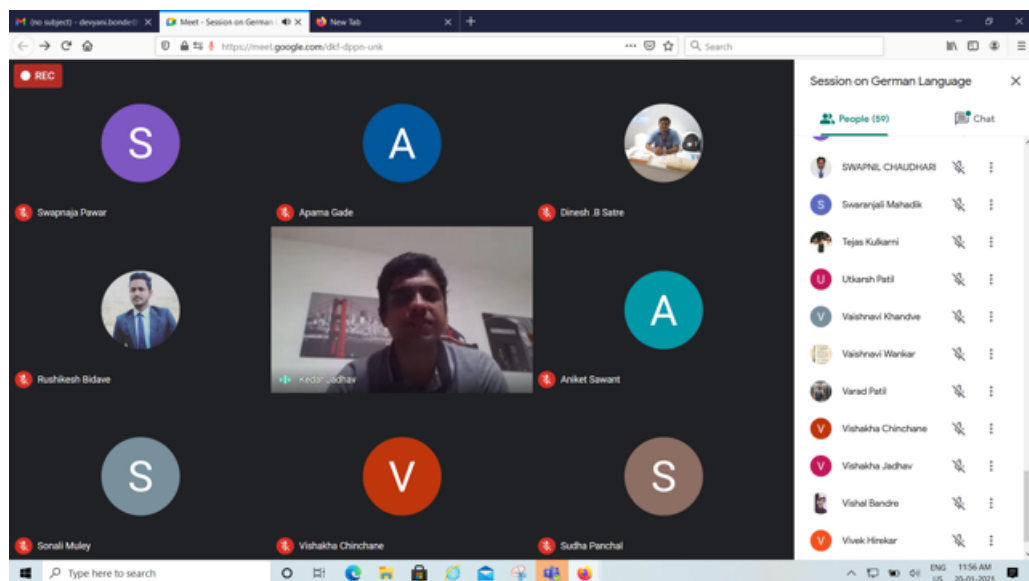 (no subject) - devyani.bonde@
Meet - Session on German
New Tab
https://meet.google.com/dkf-dppn-unk
Search
REC
S
A
Swapnaja Pawar
Aparna Gade
Dinesh .B Satre
A
Rushikesh Bidave
Kedar Jadhav
Aniket Sawant
S
V
S
Sonali Muley
Vishakha Chinchane
Sudha Panchal
Session on German Language
People (59)
Chat
SWAPNIL CHAUDHARI
S Swaranjali Mahadik
Tejas Kulkarni
U Utkarsh Patil
V Vaishnavi Khandve
Vaishnavi Wankar
Varad Patil
V Vishakha Chinchane
V Vishakha Jadhav
Vishal Bandre
V Vivek Hirekar
Type here to search
ENG
US
11:56 AM
20-01-2021